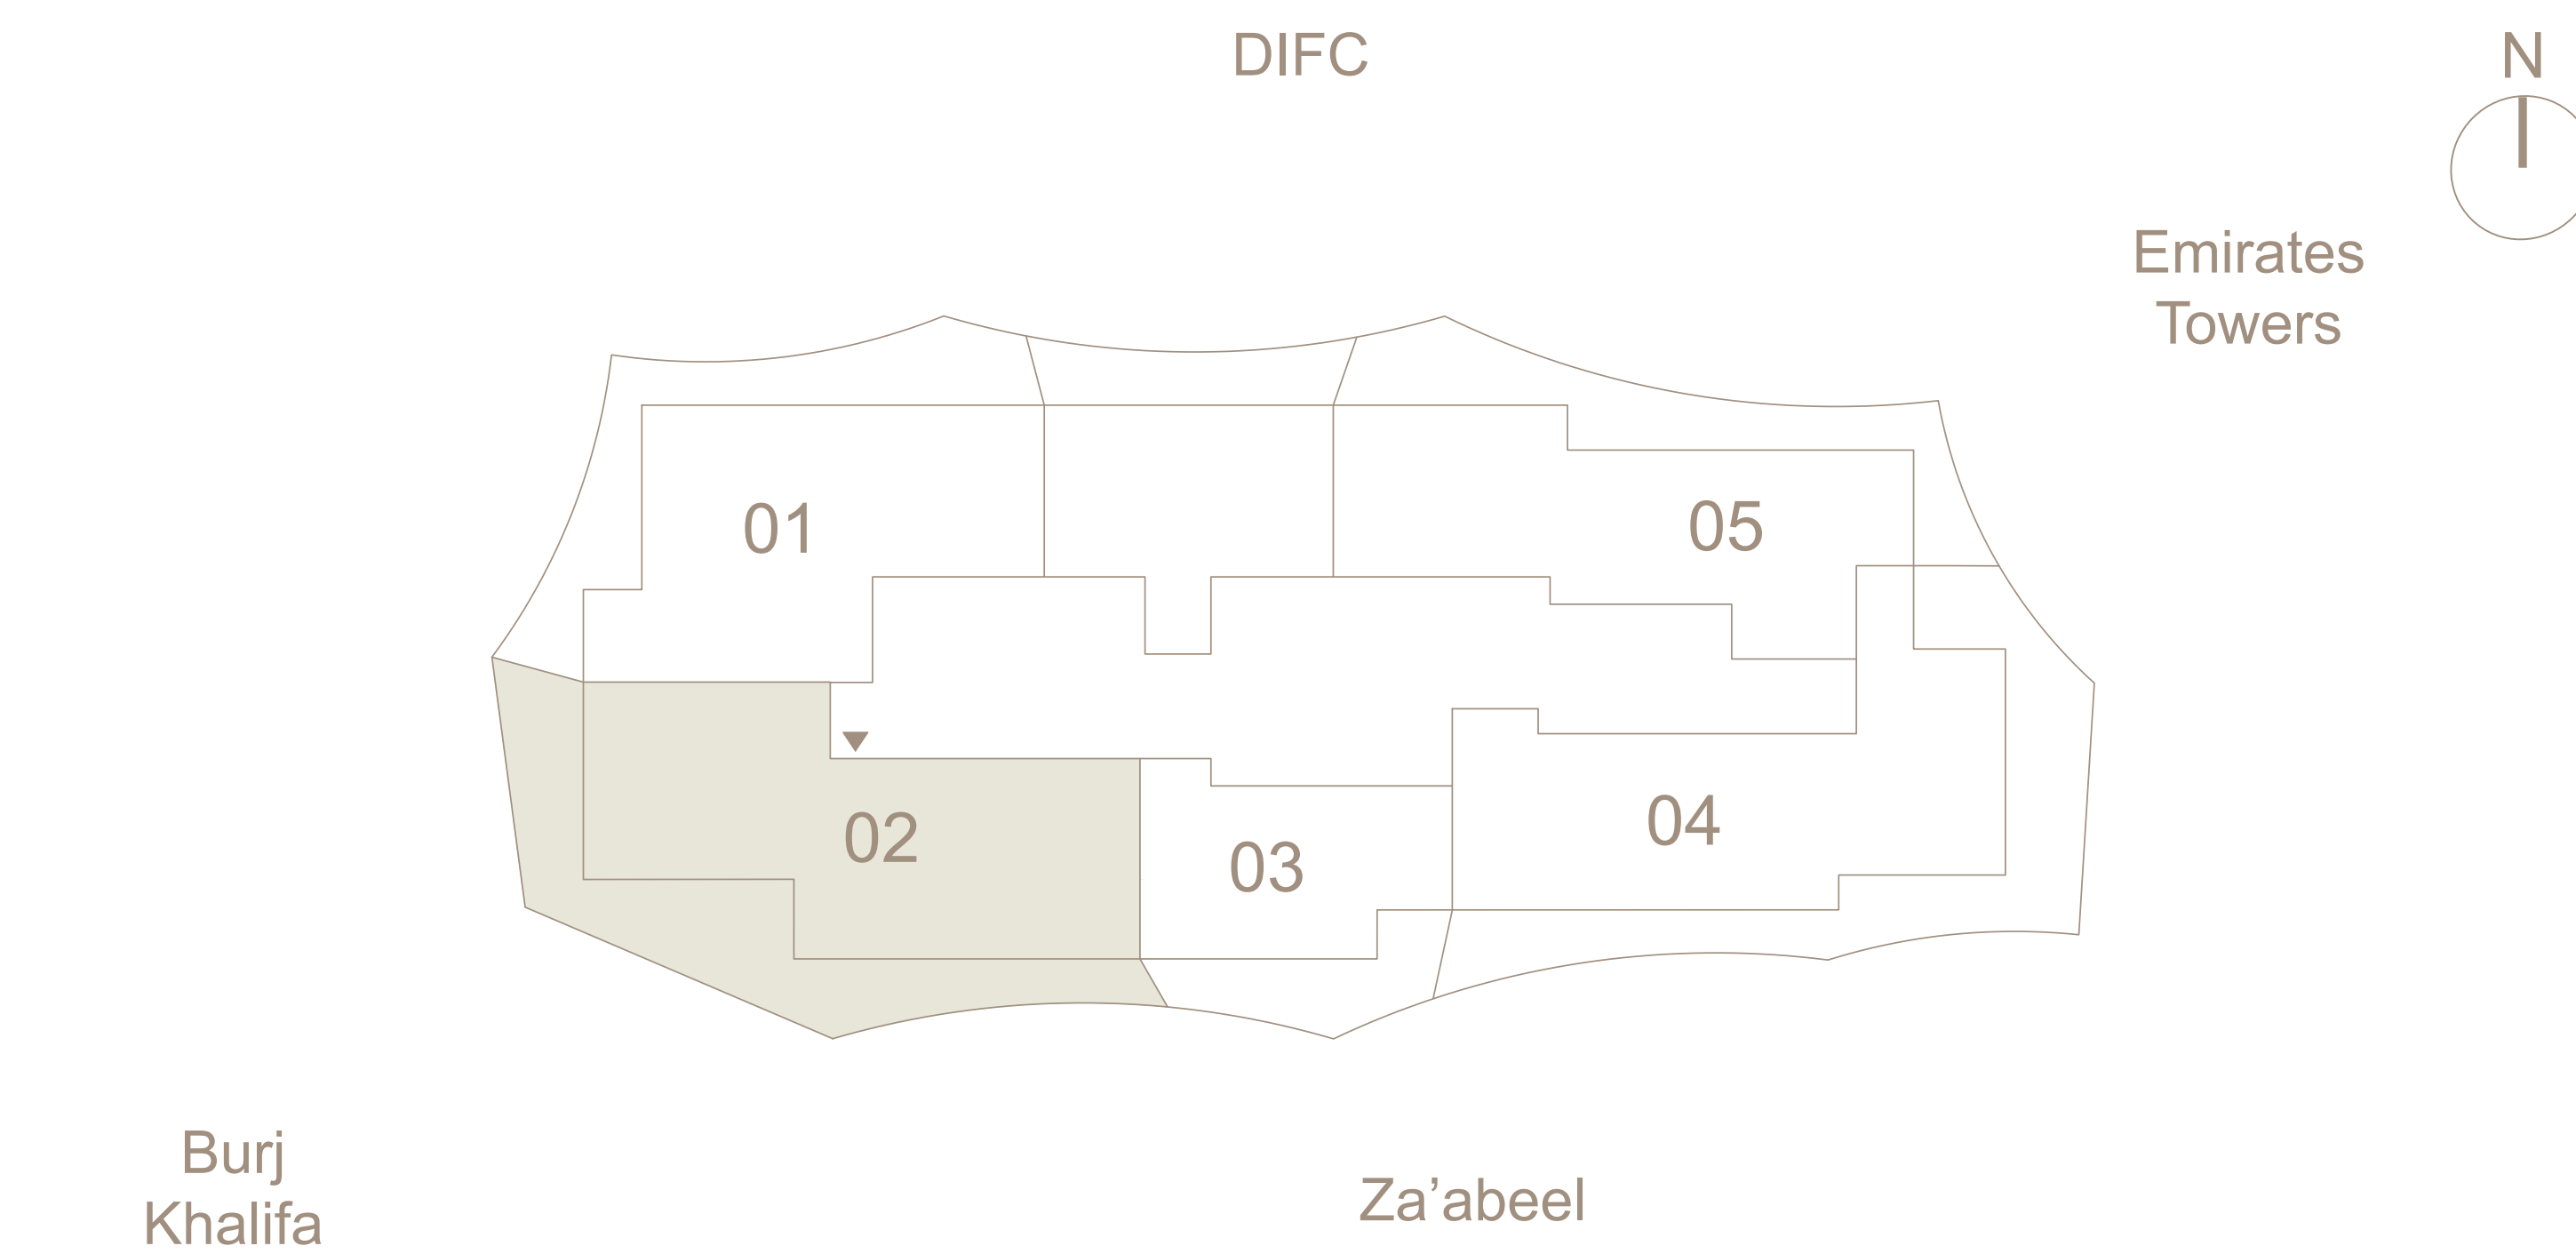 DIFC
N
Emirates
Towers
01
05
02
03
04
Burj
Khalifa
Za’abeel